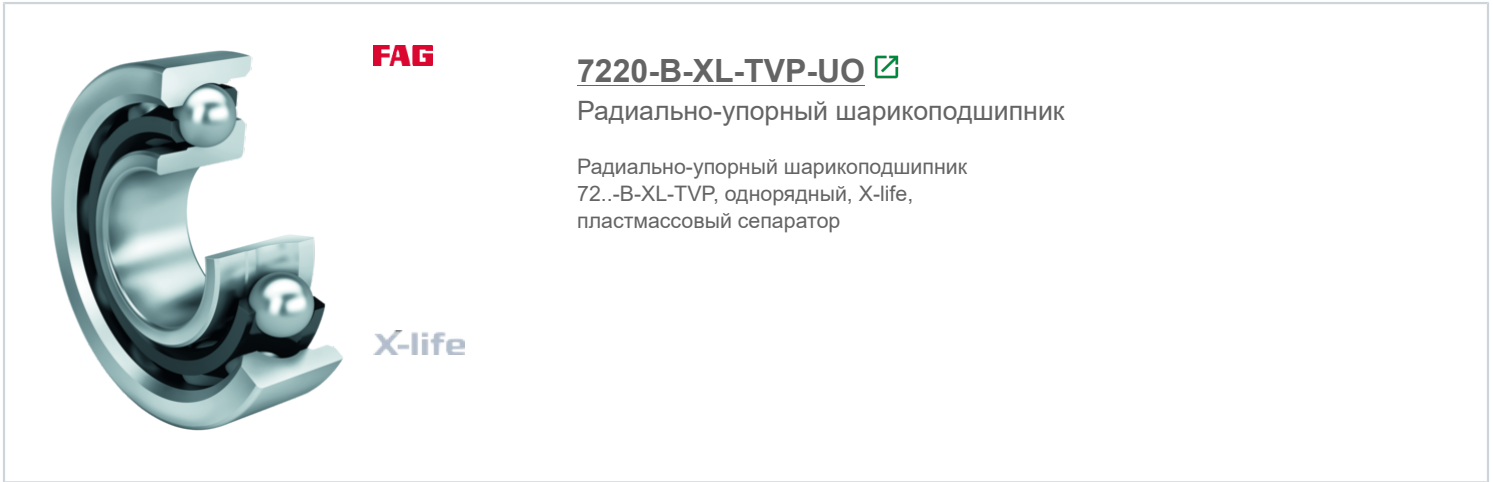 FAG
7220-B-XL-TVP-UO
Радиально-упорный шарикоподшипник
Радиально-упорный шарикоподшипник
72..-B-XL-TVP, однорядный, X-life,
пластмассовый сепаратор
X-life